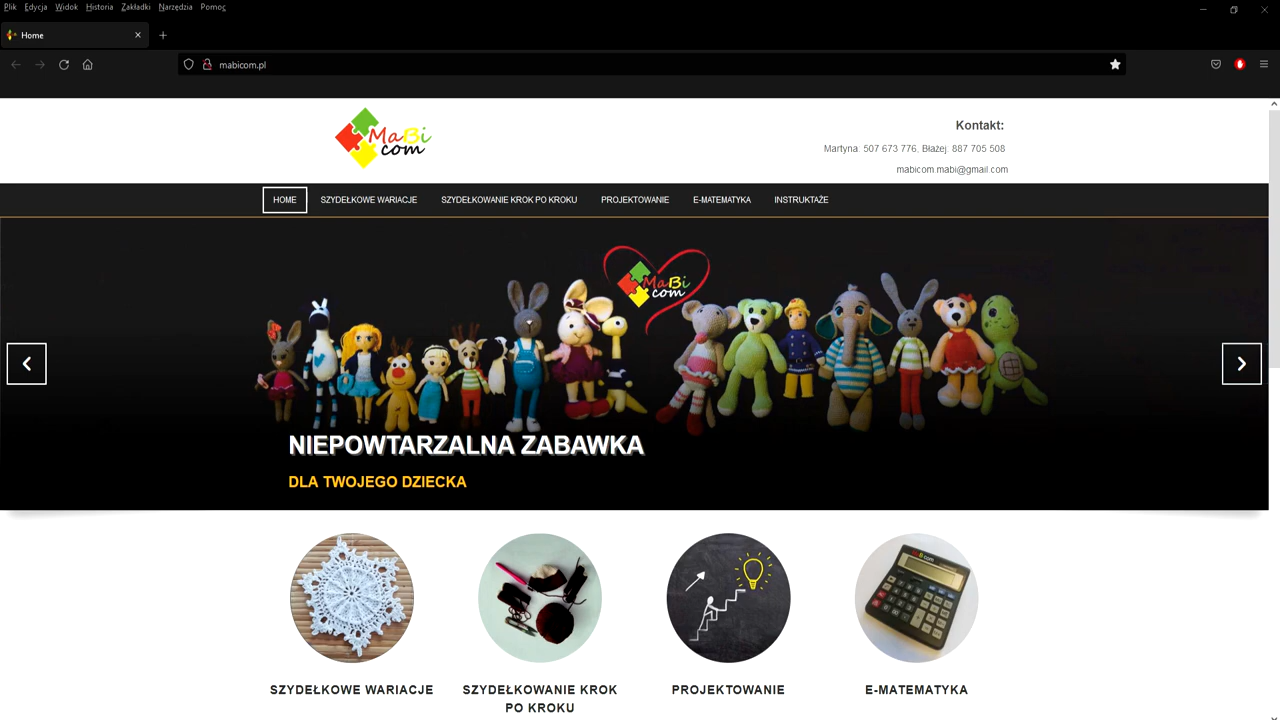 Plik Edycja Widok Historia Zakładki Narzędzia Pomoc
Home
mabicom.pl
MaBi
com
Kontakt:
Martyna: 507 673 776, Błażej: 887 705 508
mabicom.mabi@gmail.com
HOME SZYDEŁKOWE WARIACJE SZYDEŁKOWANIE KROK PO KROKU PROJEKTOWANIE E-MATEMATYKA INSTRUKTAŻE
MaBi
com
NIEPOWTARZALNA ZABAWKA
DLA TWOJEGO DZIECKA
SZYDEŁKOWE WARIACJE
SZYDEŁKOWANIE KROK
PO KROKU
PROJEKTOWANIE
E-MATEMATYKA